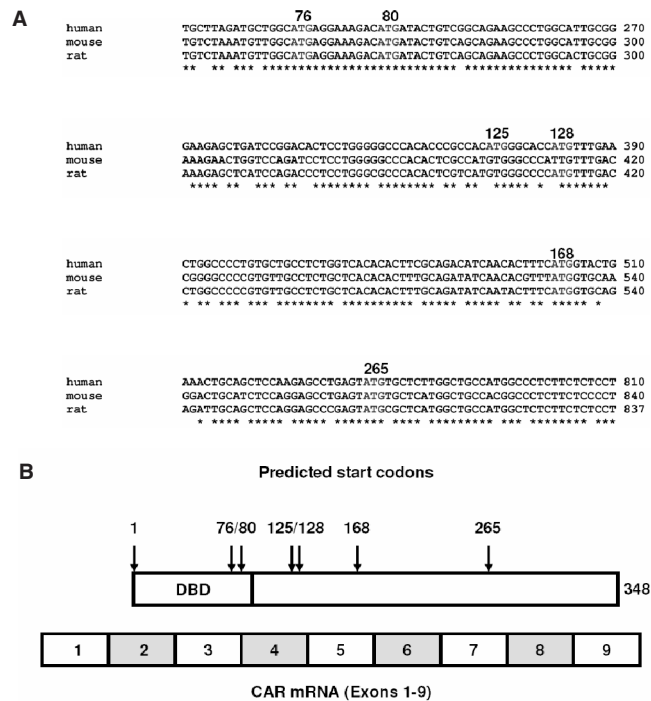 A
76 80
human TGCTTAGATGCTGGCATGAGGAAAGACATGATACTGTCGGCAGAAGCCCTGGCATTGCGG 270
mouse TGTCTAAATGTTGGCATGAGGAAAGACATGATACTGTCAGCAGAAGCCCTGGCATTGCGG 300
rat TGTCTAAATGTTGGCATGAGGAAAGACATGATACTGTCAGCAGAAGCCCTGGCACTGCGG 300
125 128
human GAAGAGCTGATCCGGACACTCCTGGGGGCCCACACCCGCCACATGGGCACCATGTTTGAA 390
mouse AAAGAACTGGTCCAGATCCTCCTGGGGGCCCACACTCGCCATGTGGGCCCATTGTTTGAC 420
rat AAAGAGCTCATCCAGACCCTCCTGGGCGCCCACACTCGTCATGTGGGCCCCATGTTTGAC 420
168
human CTGGCCCCTGTGCTGCCTCTGGTCACACACTTCGCAGACATCAACACTTTCATGGTACTG 510
mouse CGGGGCCCCGTGTTGCCTCTGCTCACACACTTTGCAGATATCAACACGTTTATGGTGCAA 540
rat CTGGCCCCCGTGTTGCCTCTGCTCACACACTTTGCAGATATCAATACTTTCATGGTGCAG 540
265
human AAACTGCAGCTCCAAGAGCCTGAGTATGTGCTCTTGGCTGCCATGGCCCTCTTCTCTCCT 810
mouse GGACTGCATCTCCAGGAGCCTGAGTATGTGCTCATGGCTGCCACGGCCCTCTTCTCCCCT 840
rat AGATTGCAGCTCCAGGAGCCCGAGTATGCGCTCATGGCTGCCATGGCTCTCTTCTCTCCT 837
B
Predicted start codons
1 76/80 125/128 168 265
DBD 348
1 2 3 4 5 6 7 8 9
CAR mRNA (Exons 1-9)